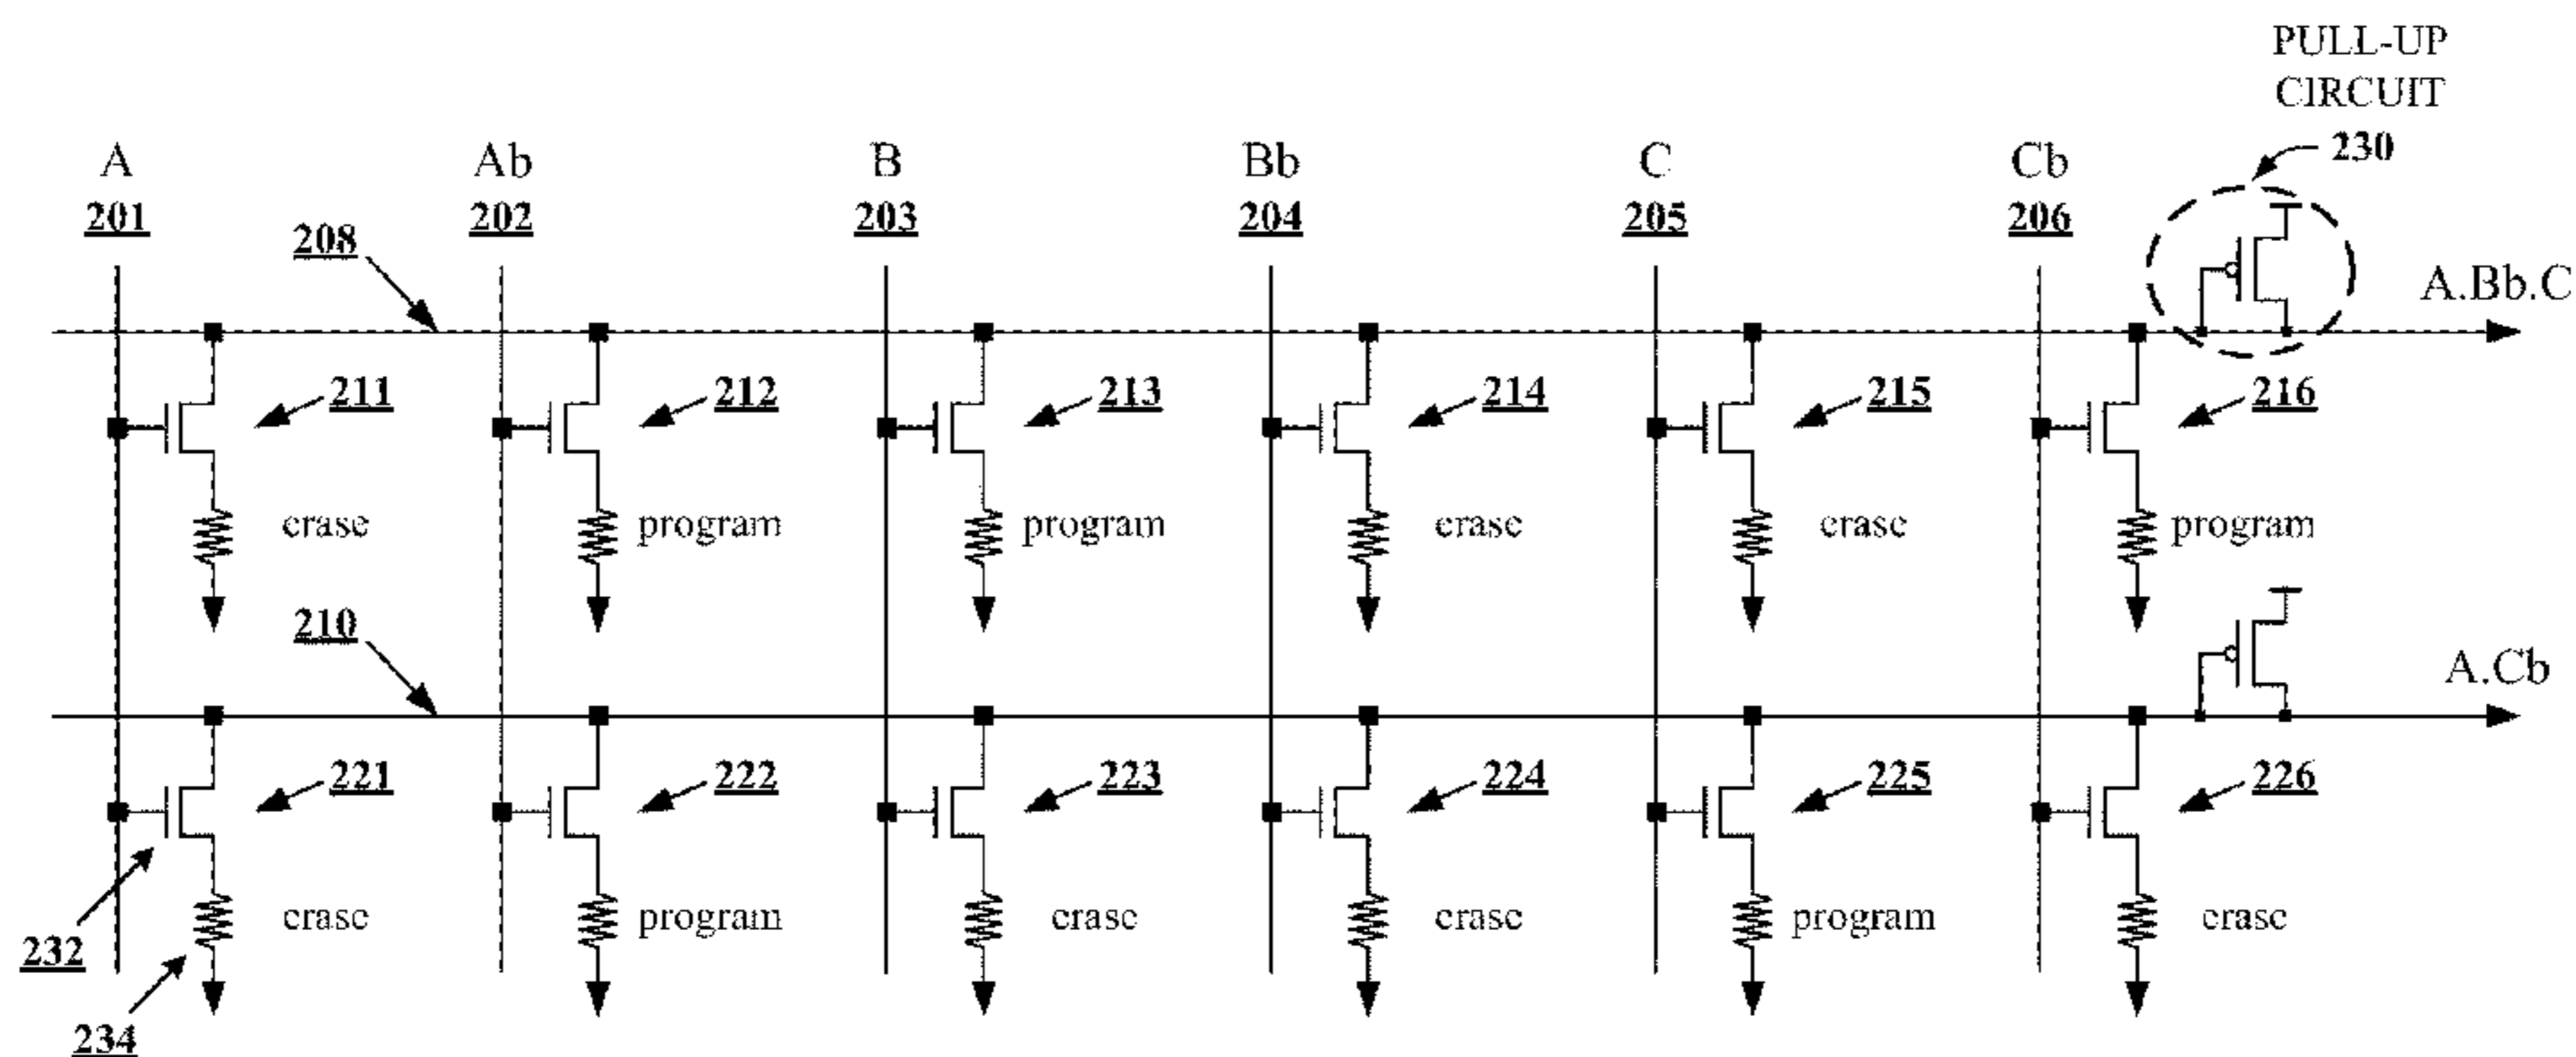 PULL-UP
CIRCUIT
230
A Ab B Bb C Cb
201 202 203 204 205 206
208
A.Bb.C
211 212 213 214 215 216
erase program program erase erase program
210
A.Cb
221 222 223 224 225 226
erase program erase erase program erase
232
234